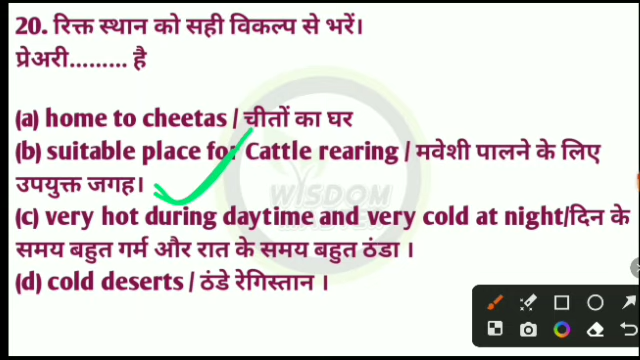 20. रिक्त स्थान को सही विकल्प से भरें।
प्रेअरी......... है
(a) home to cheetas / चीतों का घर
(b) suitable place for Cattle rearing / मवेशी पालने के लिए
उपयुक्त जगह।
(c) very hot during daytime and very cold at night/दिन के
समय बहुत गर्म और रात के समय बहुत ठंडा ।
(d) cold deserts / ठंडे रेगिस्तान ।
WISDOM